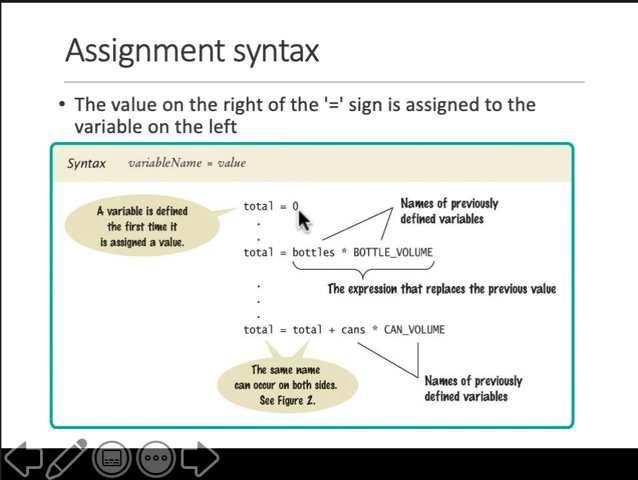 Assignment syntax
• The value on the right of the '=' sign is assigned to the
variable on the left
Syntax variableName = value
A variable is defined
the first time it
is assigned a value.
total = 0
.
.
Names of previously
defined variables
total = bottles * BOTTLE_VOLUME
The expression that replaces the previous value
.
.
.
total = total + cans * CAN_VOLUME
The same name
can occur on both sides.
See Figure 2.
Names of previously
defined variables